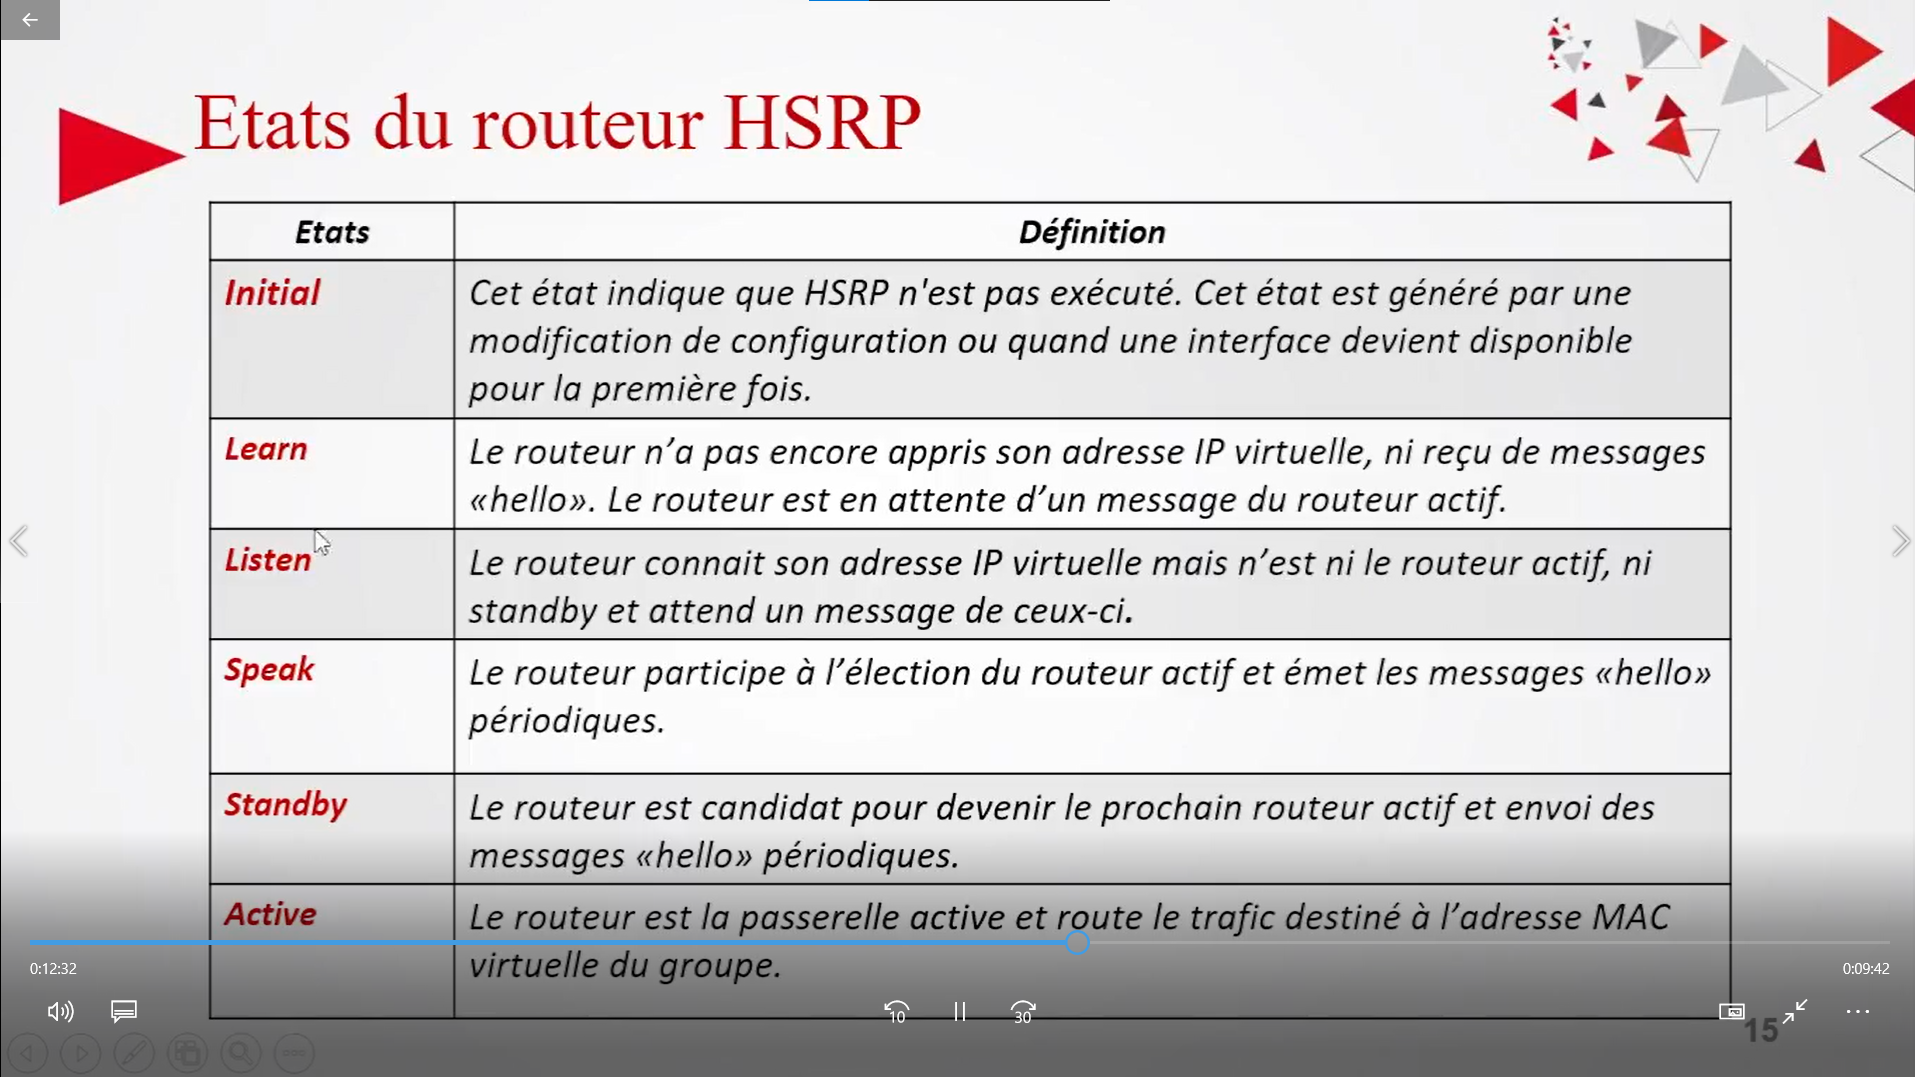 Etats du routeur HSRP
Etats
Définition
Initial
Cet état indique que HSRP n'est pas exécuté. Cet état est généré par une
modification de configuration ou quand une interface devient disponible
pour la première fois.
Learn
Le routeur n’a pas encore appris son adresse IP virtuelle, ni reçu de messages
«hello». Le routeur est en attente d’un message du routeur actif.
Listen
Le routeur connait son adresse IP virtuelle mais n’est ni le routeur actif, ni
standby et attend un message de ceux-ci.
Speak
Le routeur participe à l’élection du routeur actif et émet les messages «hello»
périodiques.
Standby
Le routeur est candidat pour devenir le prochain routeur actif et envoi des
messages «hello» périodiques.
Active
Le routeur est la passerelle active et route le trafic destiné à l’adresse MAC
virtuelle du groupe.
0:12:32
0:09:42
10
30
15